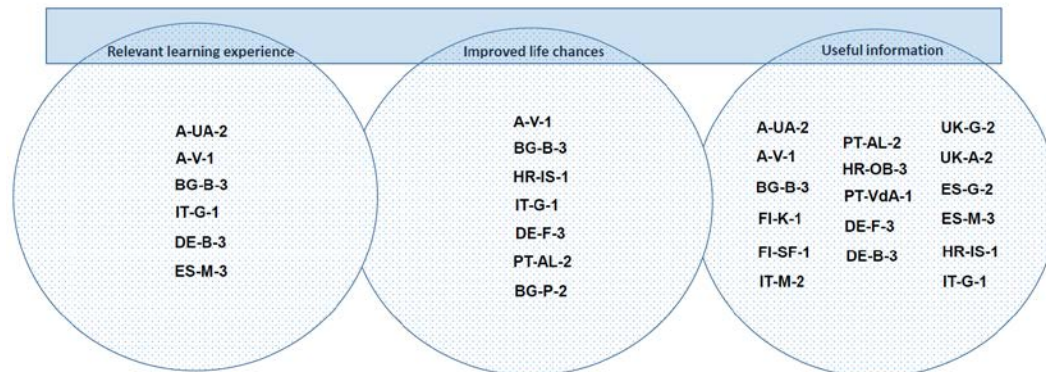 Relevant learning experience
Improved life chances
Useful information
A-UA-2
A-V-1
BG-B-3
IT-G-1
DE-B-3
ES-M-3
A-V-1
BG-B-3
HR-IS-1
IT-G-1
DE-F-3
PT-AL-2
BG-P-2
A-UA-2
A-V-1
BG-B-3
FI-K-1
FI-SF-1
IT-M-2
PT-AL-2
HR-OB-3
PT-VdA-1
DE-F-3
DE-B-3
UK-G-2
UK-A-2
ES-G-2
ES-M-3
HR-IS-1
IT-G-1